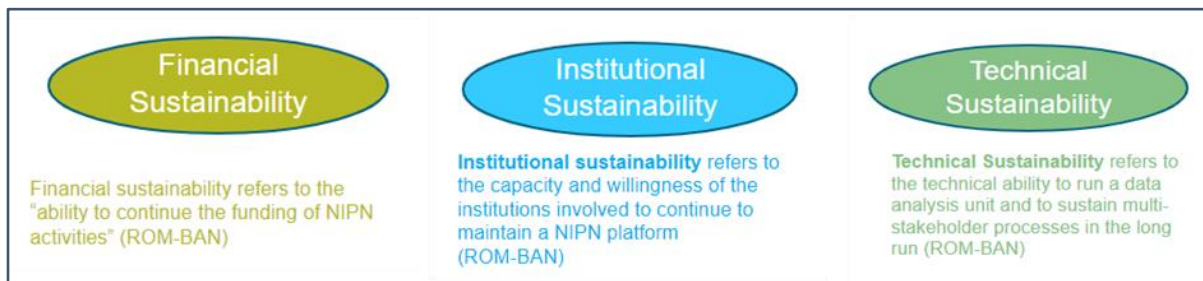 Financial
Sustainability
Financial sustainability refers to the
“ability to continue the funding of NIPN
activities” (ROM-BAN)
Institutional
Sustainability
Institutional sustainability refers to
the capacity and willingness of the
institutions involved to continue to
maintain a NIPN platform
(ROM-BAN)
Technical
Sustainability
Technical Sustainability refers to
the technical ability to run a data
analysis unit and to sustain multi-
stakeholder processes in the long
run (ROM-BAN)